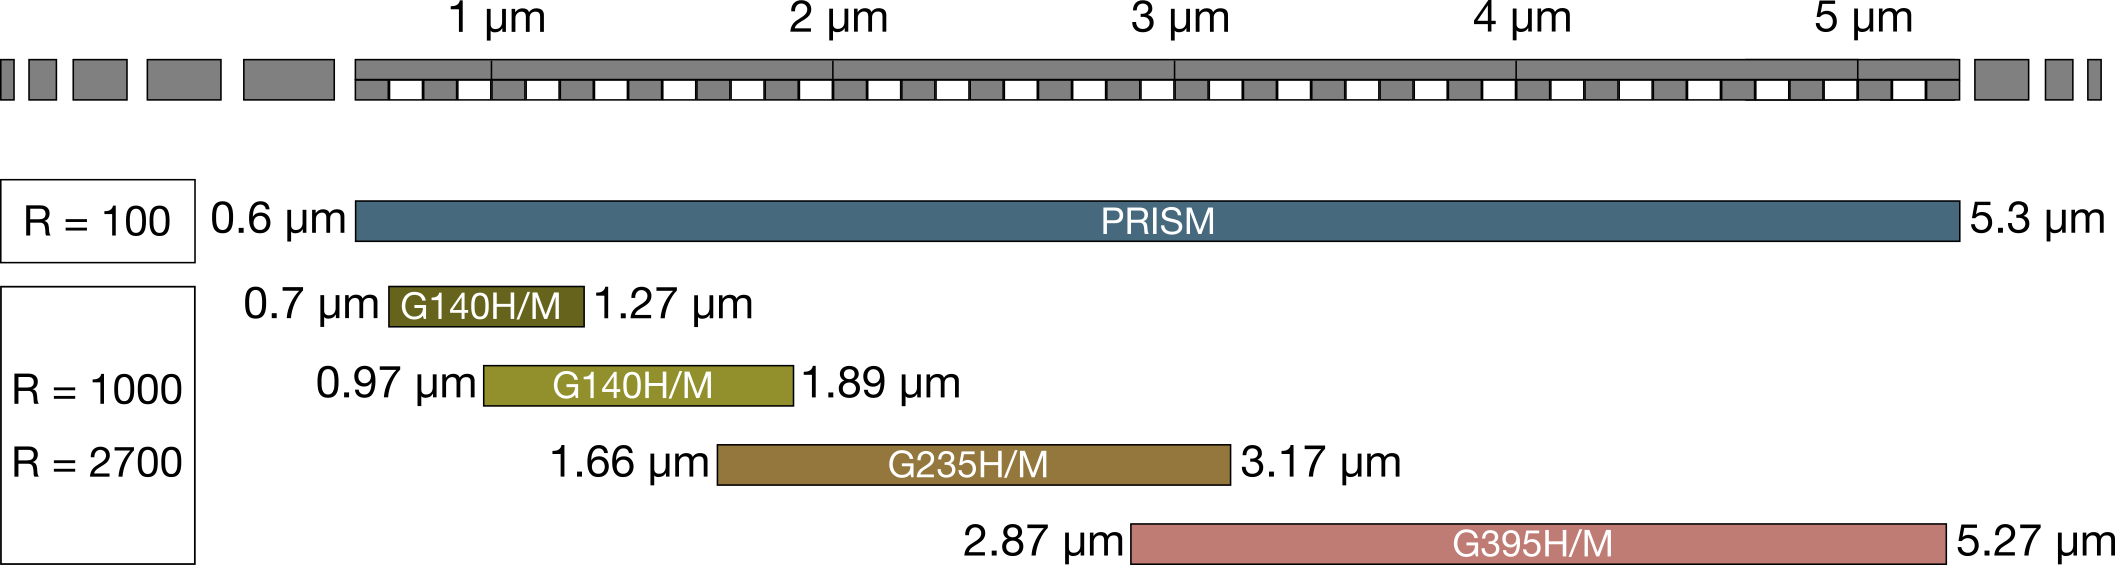 1 µm 2 µm 3 µm 4 µm 5 µm
R = 100 0.6 µm PRISM 5.3 µm
0.7 µm G140H/M 1.27 µm
R = 1000 0.97 µm G140H/M 1.89 µm
R = 2700 1.66 µm G235H/M 3.17 µm
2.87 µm G395H/M 5.27 µm